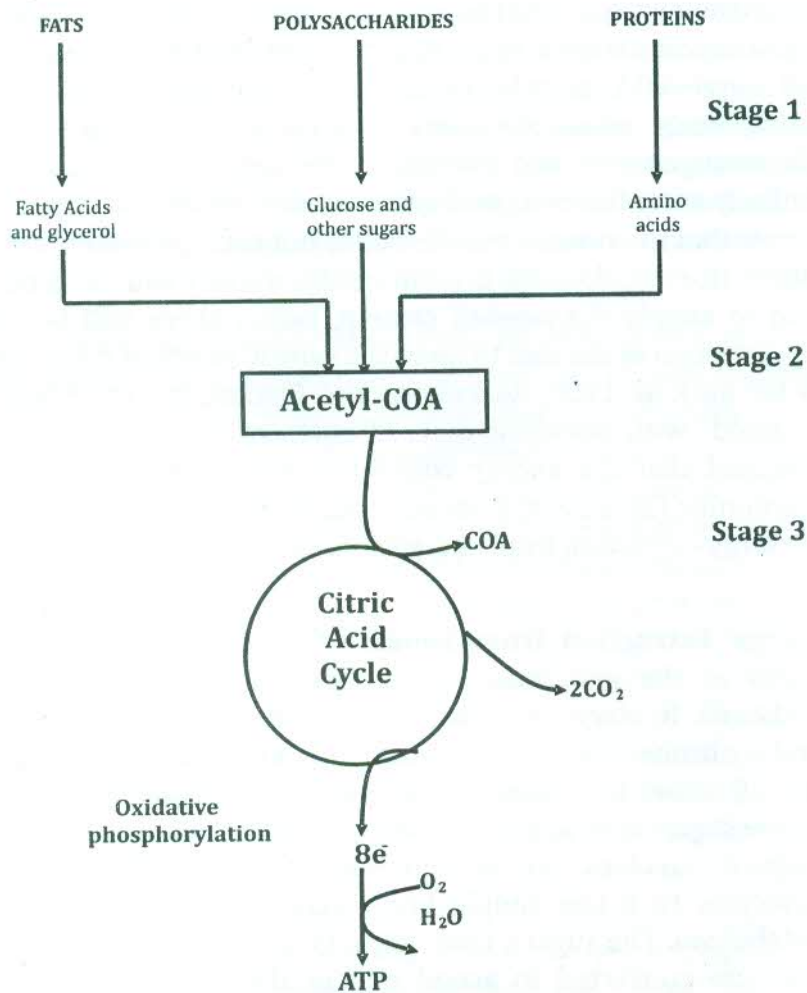 FATS
POLYSACCHARIDES
PROTEINS
Stage 1
Fatty Acids
and glycerol
Glucose and
other sugars
Amino
acids
Stage 2
Acetyl-COA
Stage 3
COA
Citric
Acid
Cycle
2CO₂
Oxidative
phosphorylation
8e⁻
O₂
H₂O
ATP